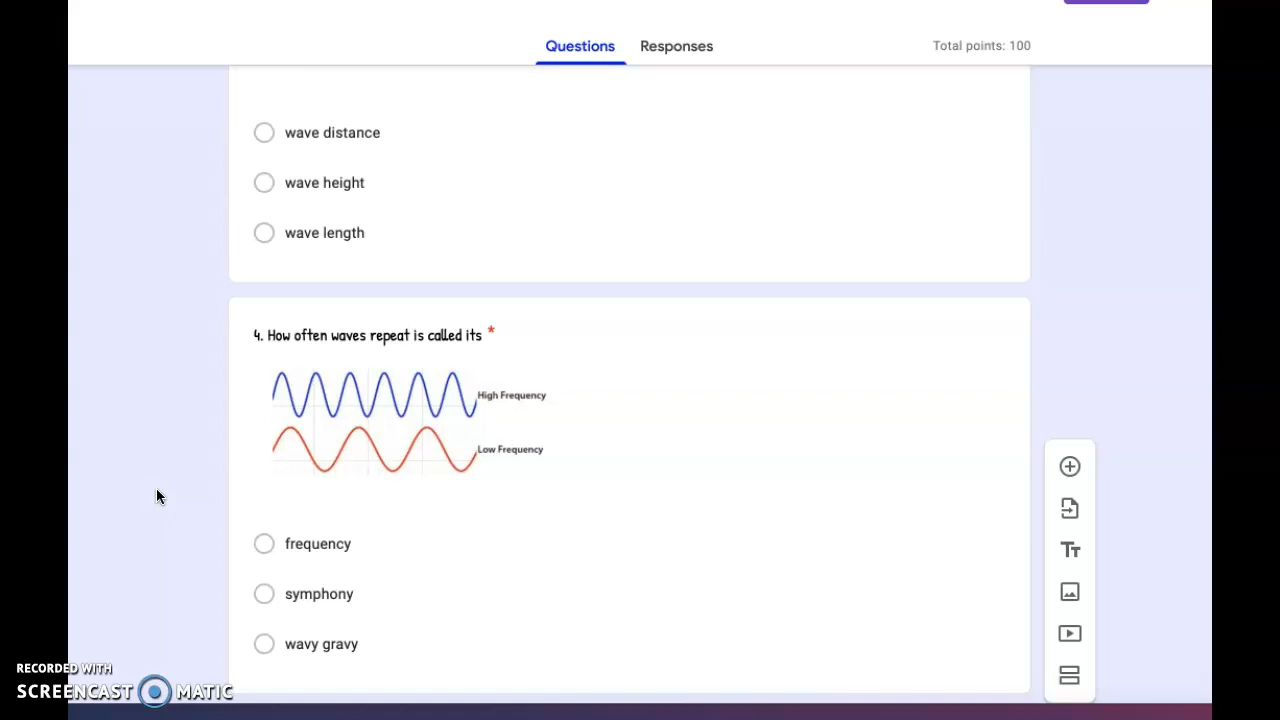 Questions Responses Total points: 100
wave distance
wave height
wave length
4. How often waves repeat is called its *
High Frequency
Low Frequency
frequency
symphony
wavy gravy
Tт
RECORDED WITH
SCREENCAST MATIC